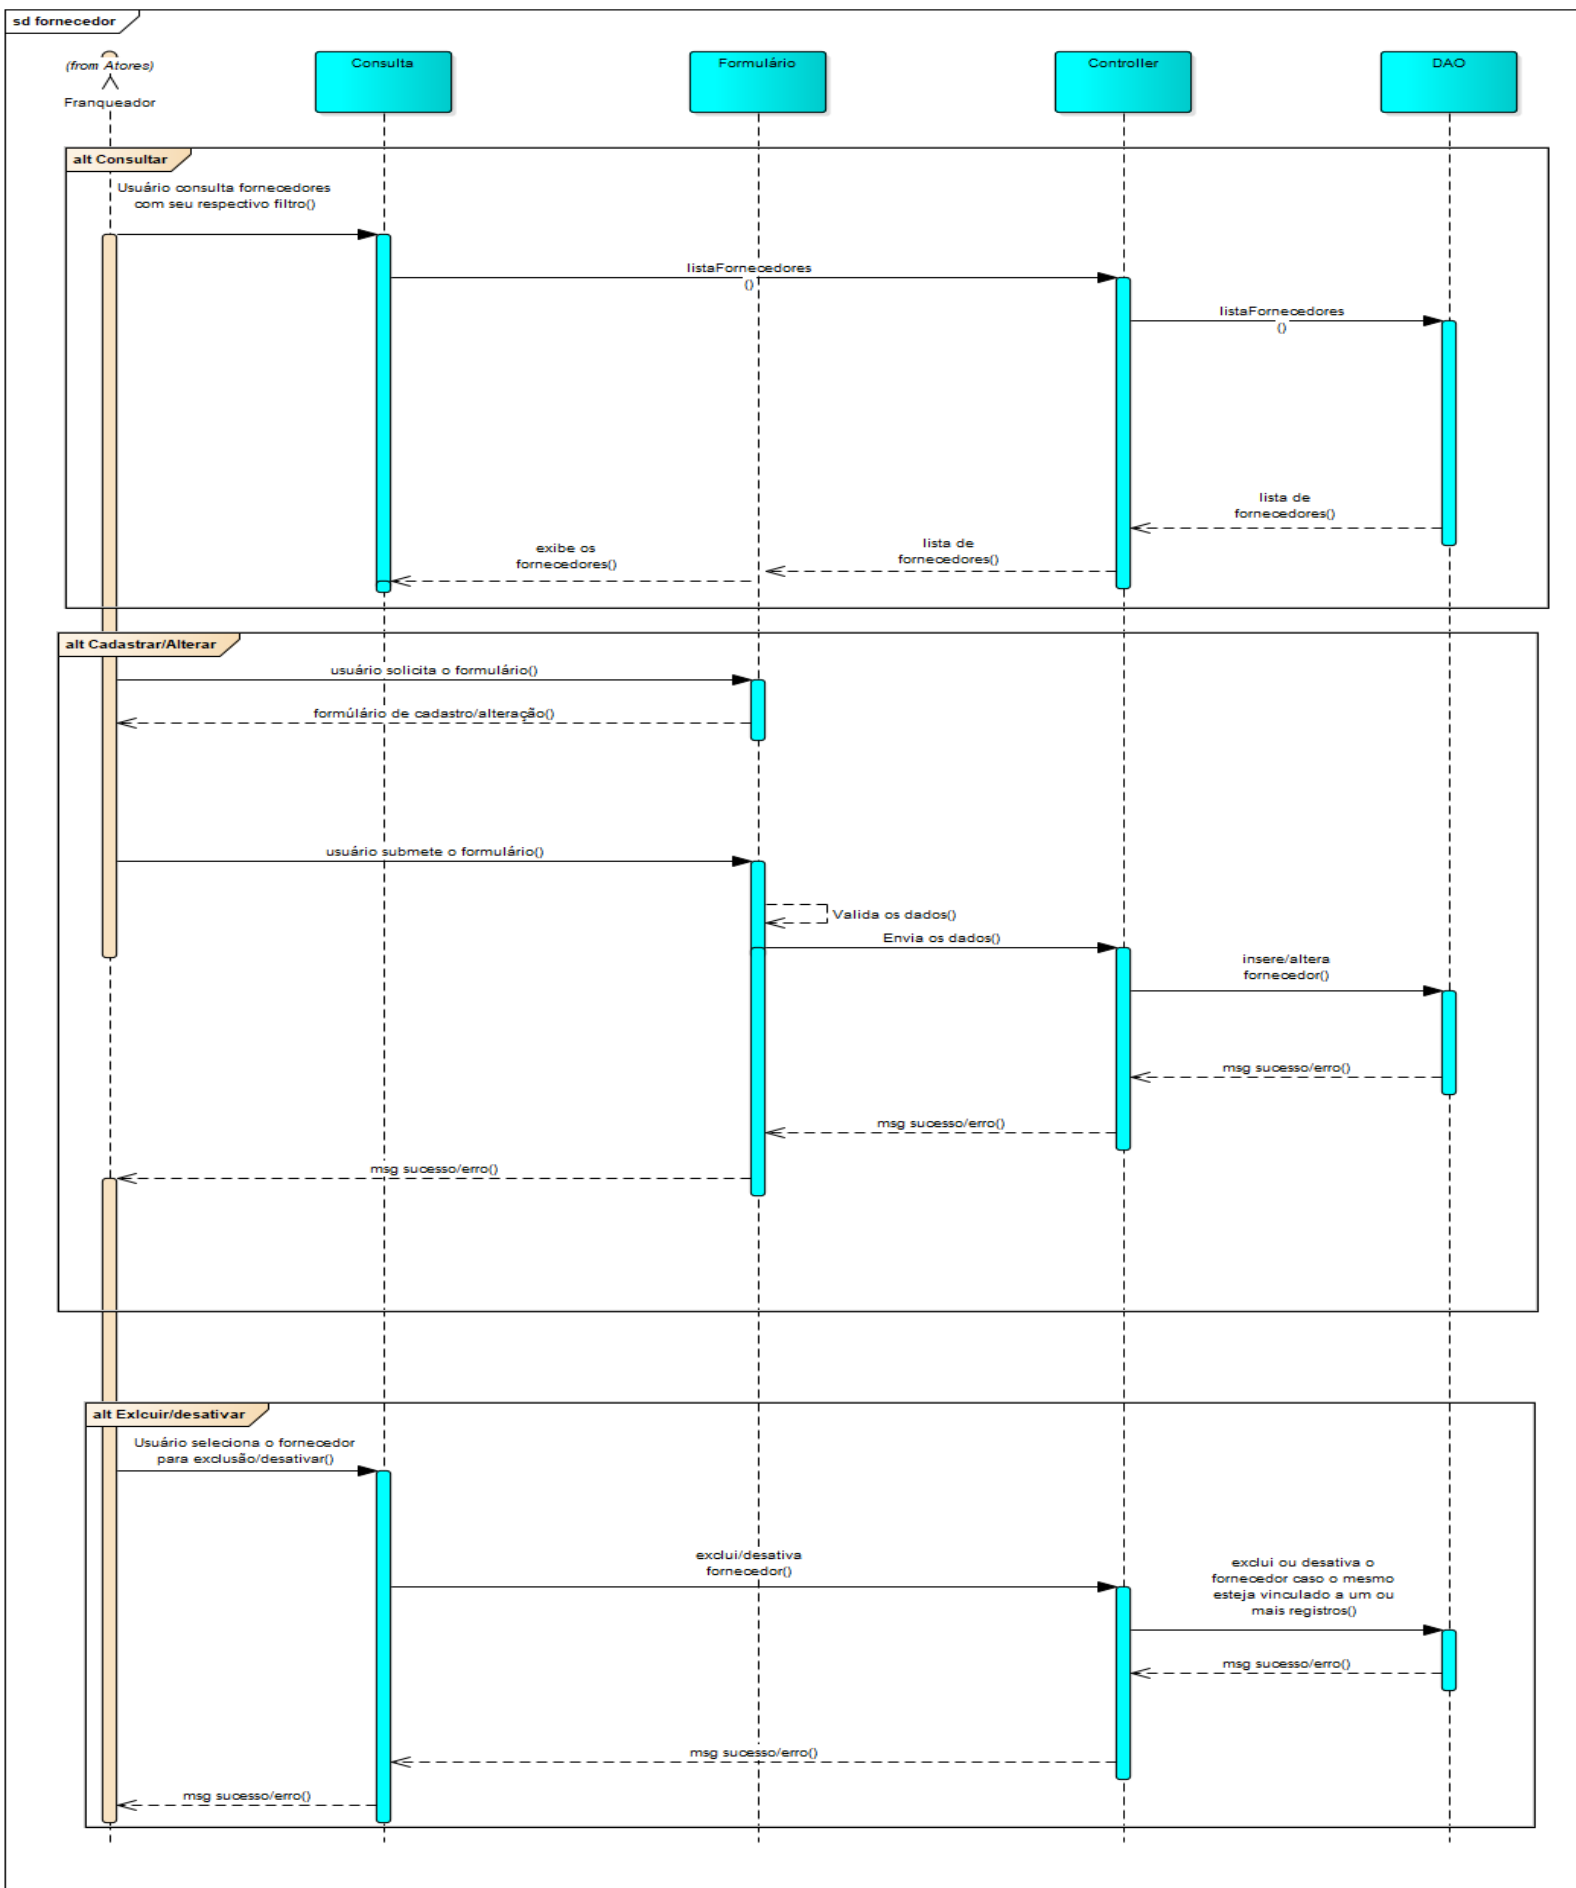 sd fornecedor
(from Atores)
Franqueador
Consulta
Formulário
Controller
DAO
alt Consultar
Usuário consulta fornecedores
com seu respectivo filtro()
listaFornecedores
()
listaFornecedores
()
lista de
fornecedores()
lista de
fornecedores()
exibe os
fornecedores()
alt Cadastrar/Alterar
usuário solicita o formulário()
formúlário de cadastro/alteração()
usuário submete o formulário()
Valida os dados()
Envia os dados()
insere/altera
fornecedor()
msg sucesso/erro()
msg sucesso/erro()
msg sucesso/erro()
alt Exlcuir/desativar
Usuário seleciona o fornecedor
para exclusão/desativar()
exclui/desativa
fornecedor()
exclui ou desativa o
fornecedor caso o mesmo
esteja vinculado a um ou
mais registros()
msg sucesso/erro()
msg sucesso/erro()
msg sucesso/erro()